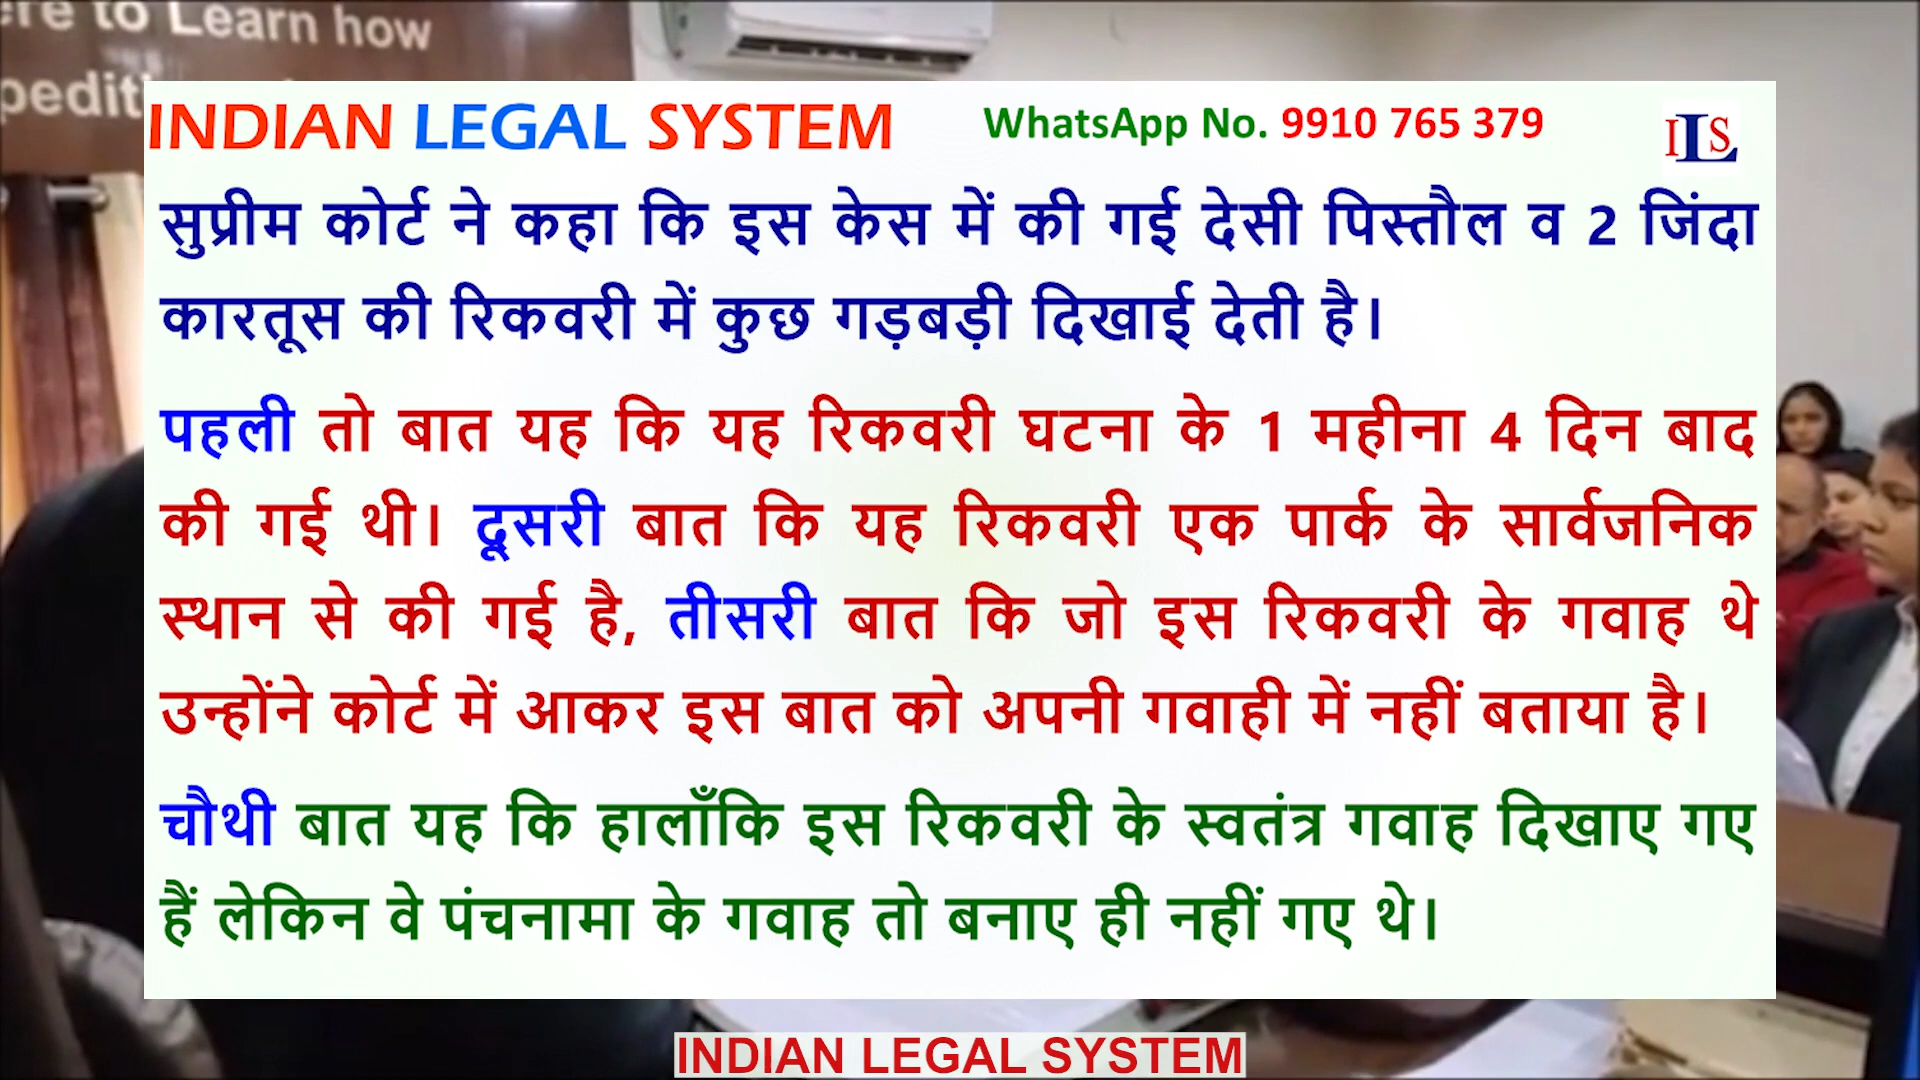 ere to Learn how
pedit
INDIAN LEGAL SYSTEM
WhatsApp No. 9910 765 379
ILS
सुप्रीम कोर्ट ने कहा कि इस केस में की गई देसी पिस्तौल व 2 जिंदा
कारतूस की रिकवरी में कुछ गड़बड़ी दिखाई देती है।
पहली तो बात यह कि यह रिकवरी घटना के 1 महीना 4 दिन बाद
की गई थी। दूसरी बात कि यह रिकवरी एक पार्क के सार्वजनिक
स्थान से की गई है, तीसरी बात कि जो इस रिकवरी के गवाह थे
उन्होंने कोर्ट में आकर इस बात को अपनी गवाही में नहीं बताया है।
चौथी बात यह कि हालाँकि इस रिकवरी के स्वतंत्र गवाह दिखाए गए
हैं लेकिन वे पंचनामा के गवाह तो बनाए ही नहीं गए थे।
INDIAN LEGAL SYSTEM